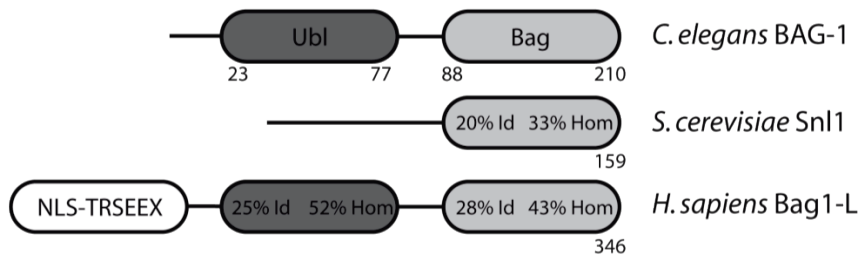 Ubl Bag C. elegans BAG-1
23 77 88 210
20% Id 33% Hom S. cerevisiae Snl1
159
NLS-TRSEEX 25% Id 52% Hom 28% Id 43% Hom H. sapiens Bag1-L
346